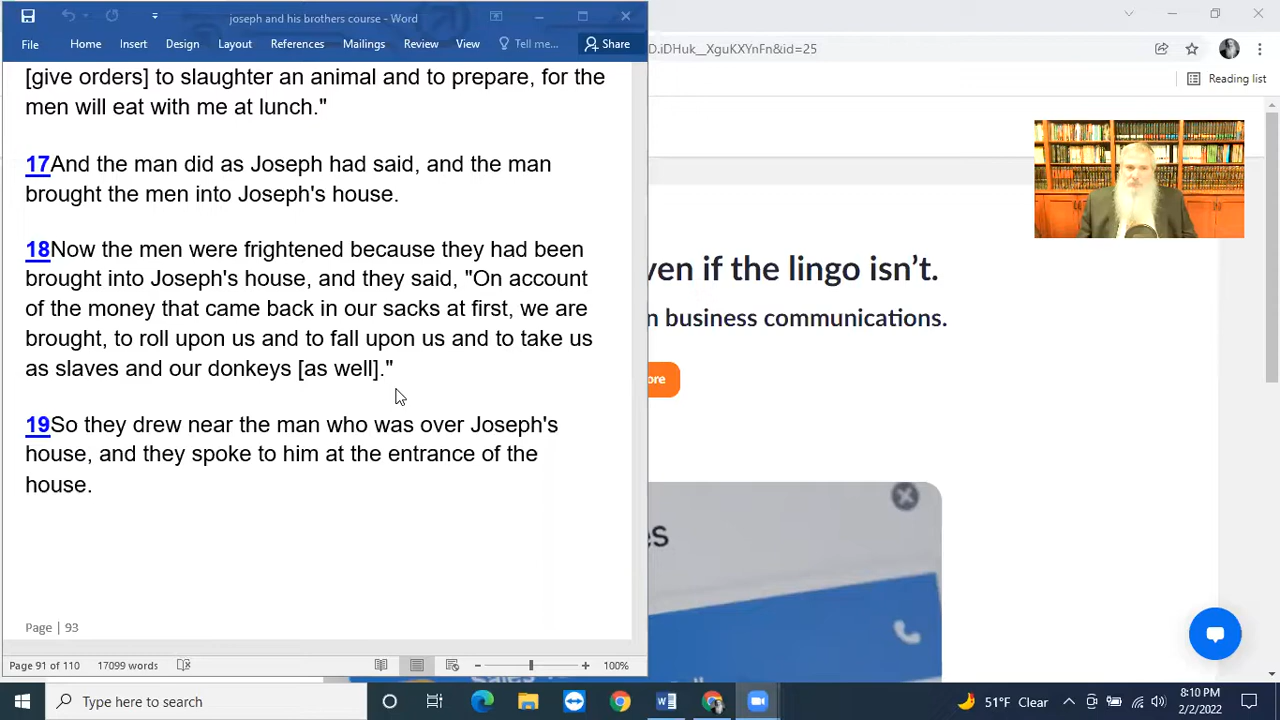 joseph and his brothers course - Word
File Home Insert Design Layout References Mailings Review View Tell me... Share
[give orders] to slaughter an animal and to prepare, for the
men will eat with me at lunch."
17And the man did as Joseph had said, and the man
brought the men into Joseph's house.
18Now the men were frightened because they had been
brought into Joseph's house, and they said, "On account
of the money that came back in our sacks at first, we are
brought, to roll upon us and to fall upon us and to take us
as slaves and our donkeys [as well]."
19So they drew near the man who was over Joseph's
house, and they spoke to him at the entrance of the
house.
Page | 93
Page 91 of 110 17099 words 100%
D.iDHuk__XguKXYnFn&id=25
Reading list
ven if the lingo isn't.
n business communications.
ore
es
Type here to search
51°F Clear
8:10 PM
2/2/2022